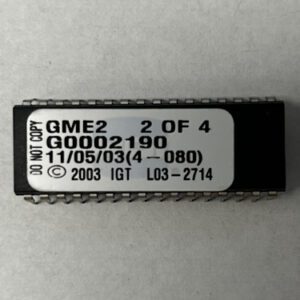 DO NOT COPY
GME2 2 OF 4
G0002190
11/05/03(4-080)
© 2003 IGT L03-2714